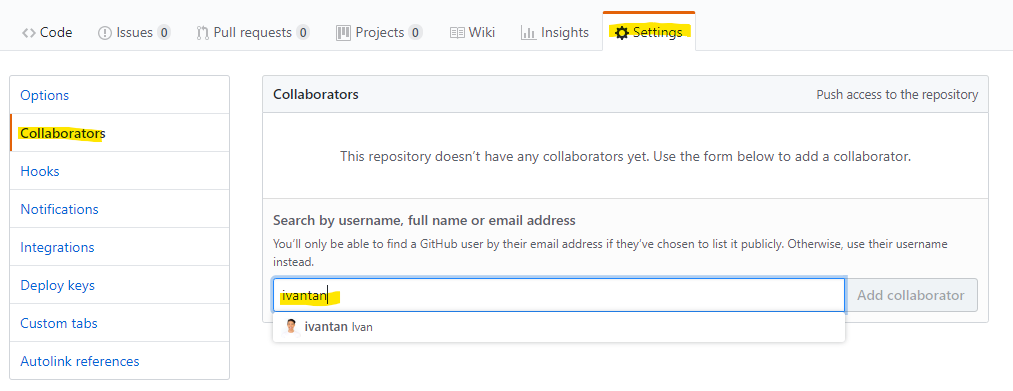 Code Issues 0 Pull requests 0 Projects 0 Wiki Insights Settings
Options
Collaborators
Hooks
Notifications
Integrations
Deploy keys
Custom tabs
Autolink references
Collaborators Push access to the repository
This repository doesn't have any collaborators yet. Use the form below to add a collaborator.
Search by username, full name or email address
You'll only be able to find a GitHub user by their email address if they've chosen to list it publicly. Otherwise, use their username
instead.
ivantan Add collaborator
ivantan Ivan